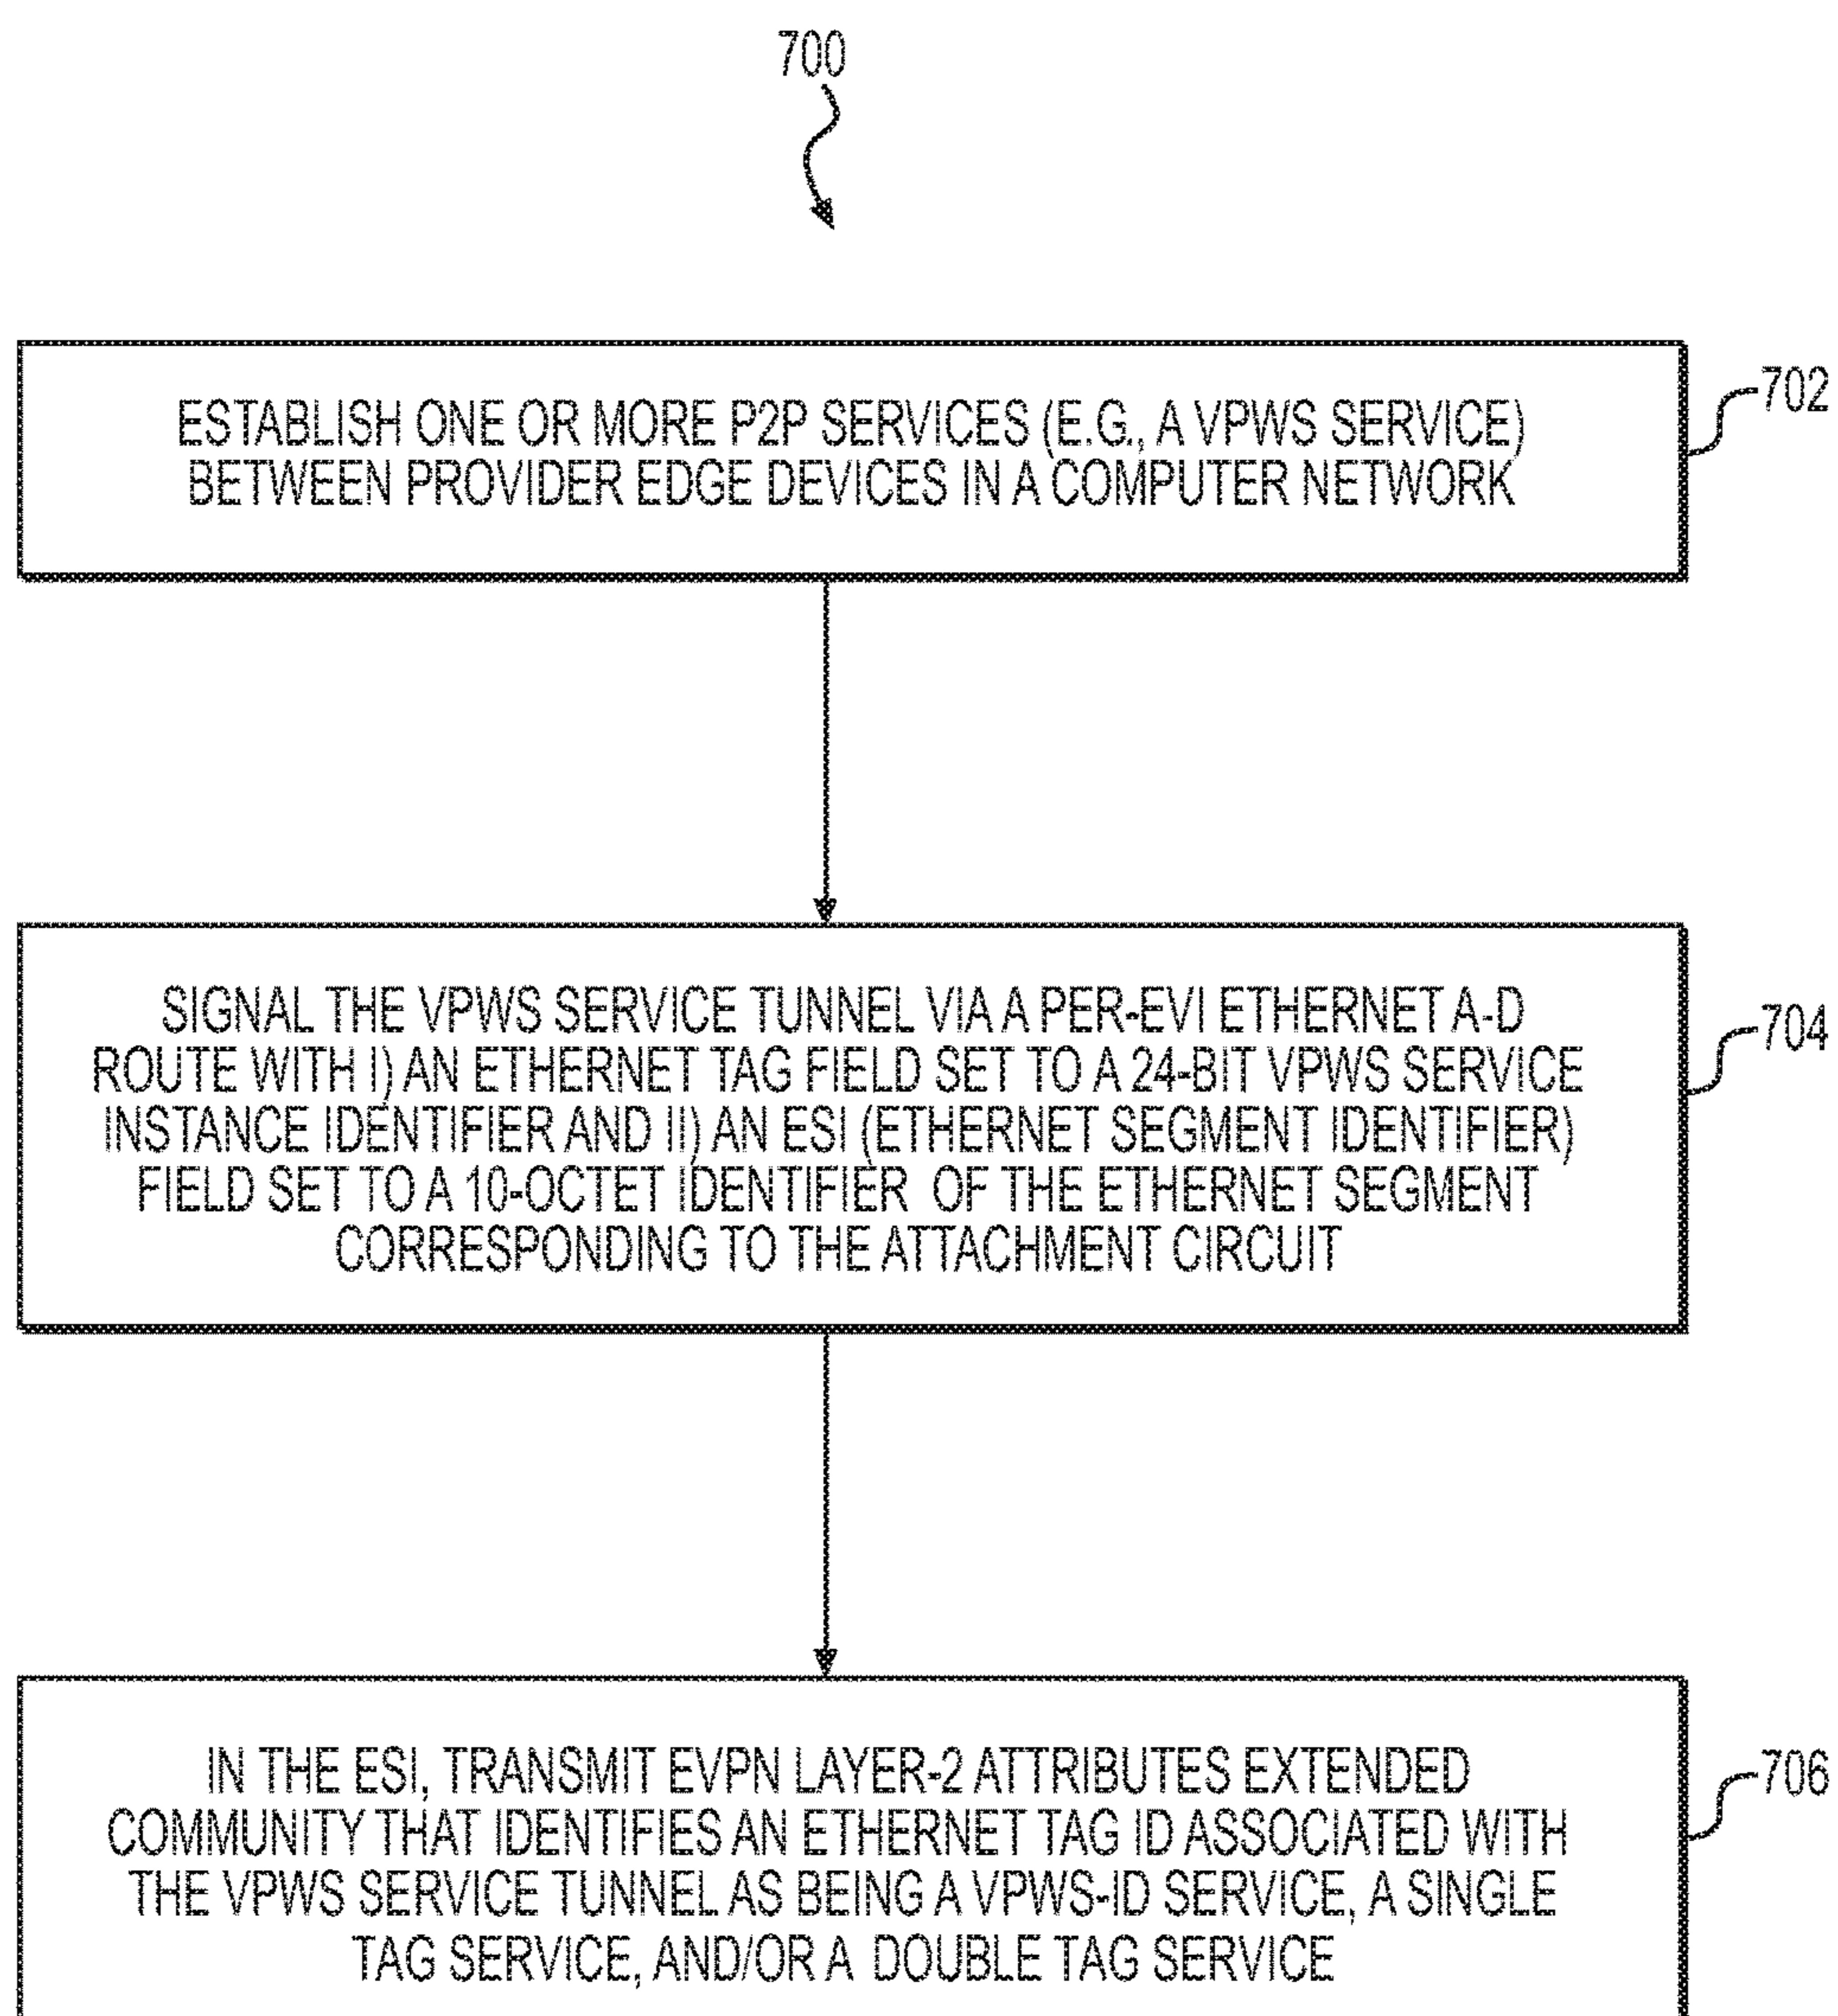 700
ESTABLISH ONE OR MORE P2P SERVICES (E.G., A VPWS SERVICE)
BETWEEN PROVIDER EDGE DEVICES IN A COMPUTER NETWORK
702
SIGNAL THE VPWS SERVICE TUNNEL VIA A PER-EVI ETHERNET A-D
ROUTE WITH I) AN ETHERNET TAG FIELD SET TO A 24-BIT VPWS SERVICE
INSTANCE IDENTIFIER AND II) AN ESI (ETHERNET SEGMENT IDENTIFIER)
FIELD SET TO A 10-OCTET IDENTIFIER OF THE ETHERNET SEGMENT
CORRESPONDING TO THE ATTACHMENT CIRCUIT
704
IN THE ESI, TRANSMIT EVPN LAYER-2 ATTRIBUTES EXTENDED
COMMUNITY THAT IDENTIFIES AN ETHERNET TAG ID ASSOCIATED WITH
THE VPWS SERVICE TUNNEL AS BEING A VPWS-ID SERVICE, A SINGLE
TAG SERVICE, AND/OR A DOUBLE TAG SERVICE
706